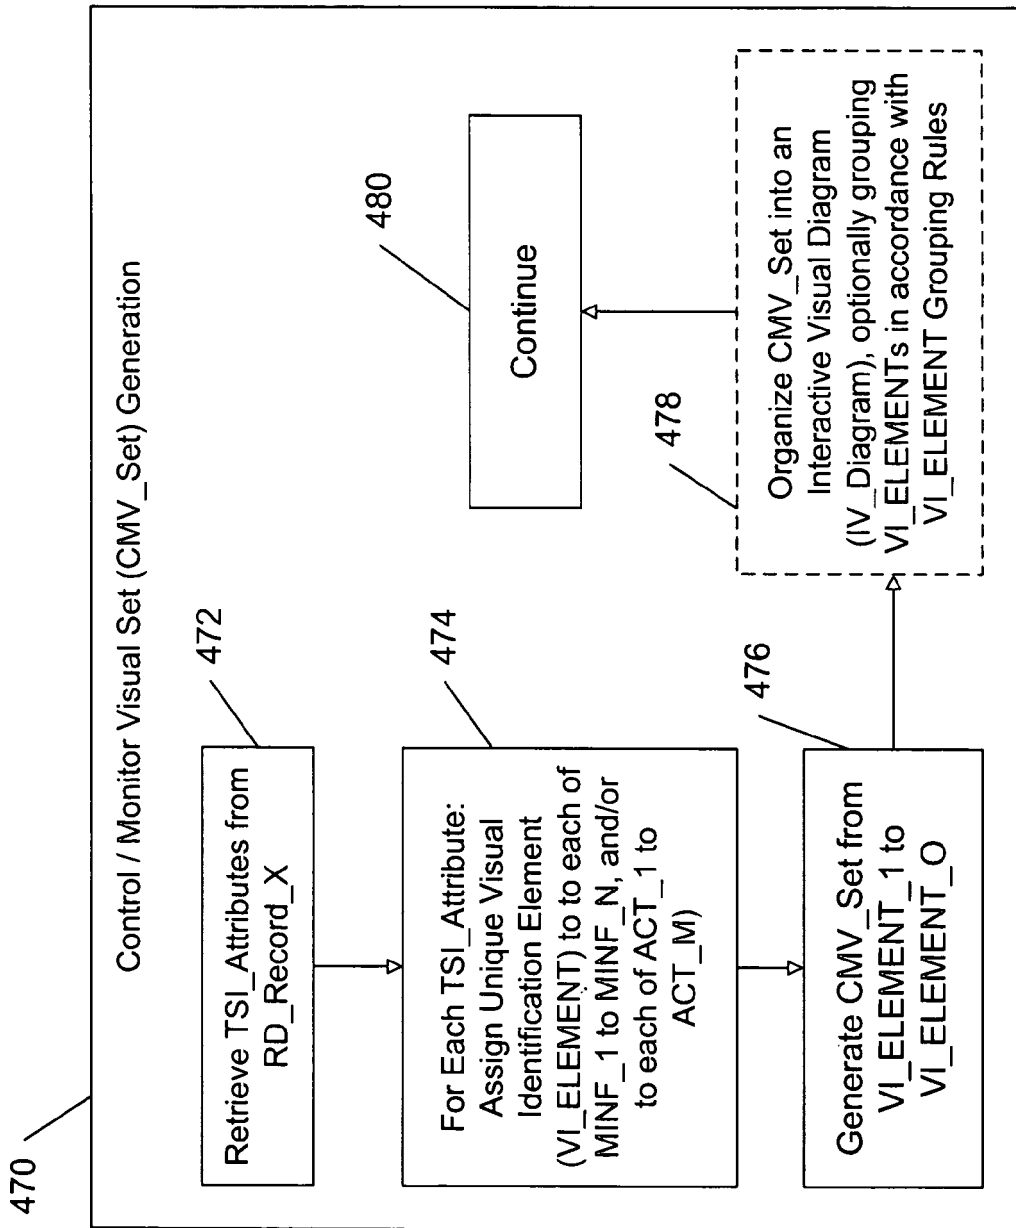 470
Control / Monitor Visual Set (CMV_Set) Generation
472
Retrieve TSI_Attributes from
RD_Record_X
474
For Each TSI_Attribute:
Assign Unique Visual
Identification Element
(VI_ELEMENT) to to each of
MINF_1 to MINF_N, and/or
to each of ACT_1 to
ACT_M)
476
Generate CMV_Set from
VI_ELEMENT_1 to
VI_ELEMENT_O
478
Organize CMV_Set into an
Interactive Visual Diagram
(IV_Diagram), optionally grouping
VI_ELEMENTs in accordance with
VI_ELEMENT Grouping Rules
480
Continue